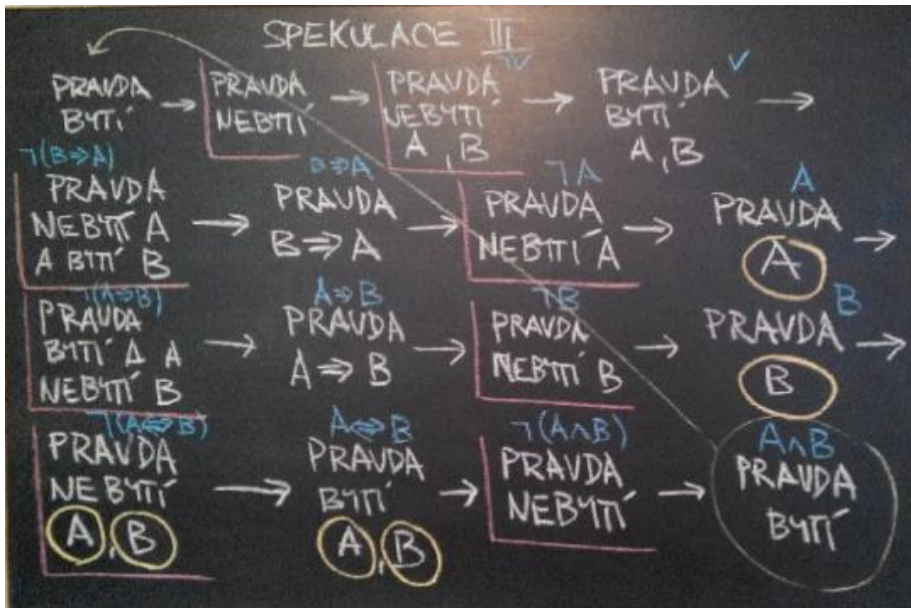 SPEKULACE III
PRAVDA
BYTÍ
→
PRAVDA
NEBYTÍ
→
¬∨
PRAVDA
NEBYTÍ
A, B
→
∨
PRAVDA
BYTÍ
A, B
→
¬(B⇒A)
PRAVDA
NEBYTÍ A
A BYTÍ B
→
B⇒A
PRAVDA
B⇒A
→
¬A
PRAVDA
NEBYTÍ A
→
A
PRAVDA
A
→
¬(A⇒B)
PRAVDA
BYTÍ A A
NEBYTÍ B
→
A⇒B
PRAVDA
A⇒B
→
¬B
PRAVDA
NEBYTÍ B
→
B
PRAVDA
B
→
¬(A⇔B)
PRAVDA
NEBYTÍ
A, B
→
A⇔B
PRAVDA
BYTÍ
A, B
→
¬(A∧B)
PRAVDA
NEBYTÍ
→
A∧B
PRAVDA
BYTÍ